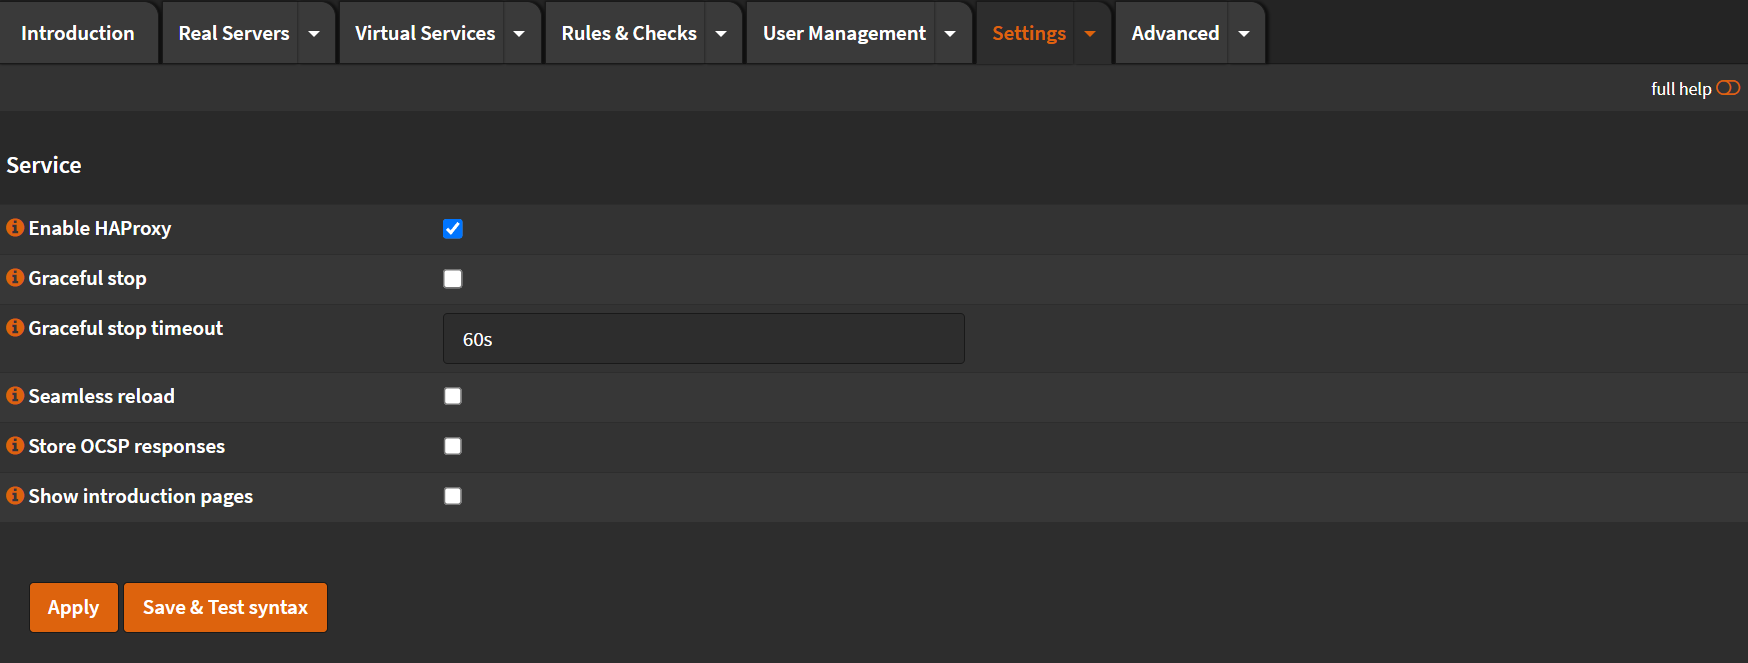 Introduction Real Servers Virtual Services Rules & Checks User Management Settings Advanced
full help
Service
Enable HAProxy
Graceful stop
Graceful stop timeout 60s
Seamless reload
Store OCSP responses
Show introduction pages
Apply Save & Test syntax